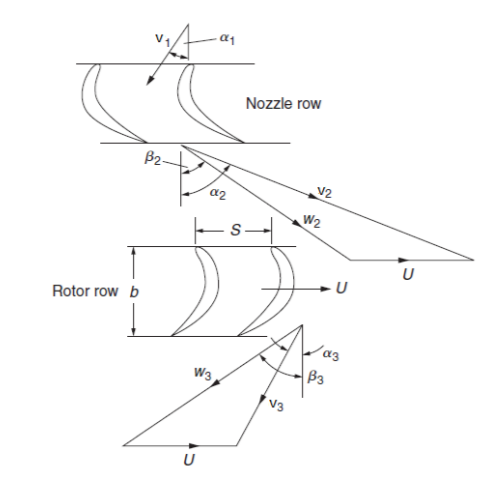 V1
α1
Nozzle row
β2
α2
V2
W2
S
U
Rotor row b
U
α3
β3
W3
V3
U